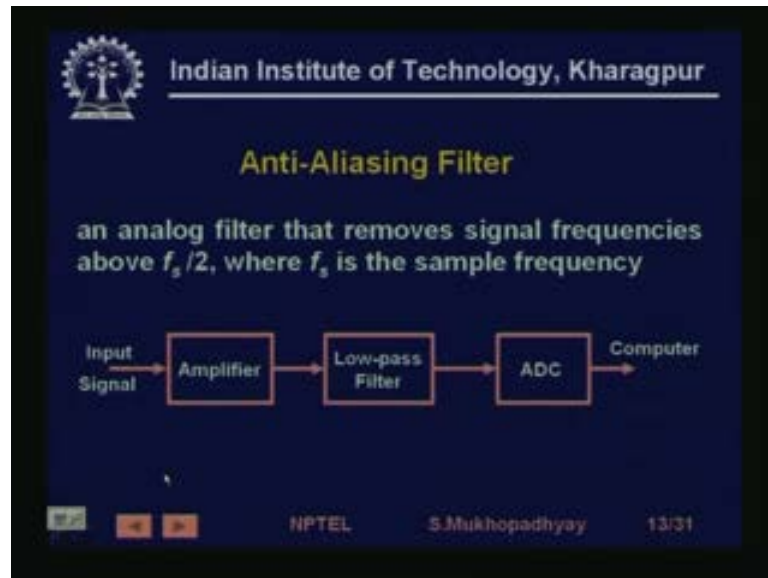 Indian Institute of Technology, Kharagpur
Anti-Aliasing Filter
an analog filter that removes signal frequencies
above fs/2, where fs is the sample frequency
Input
Signal
Amplifier
Low-pass
Filter
ADC
Computer
NPTEL S.Mukhopadhyay 13/31